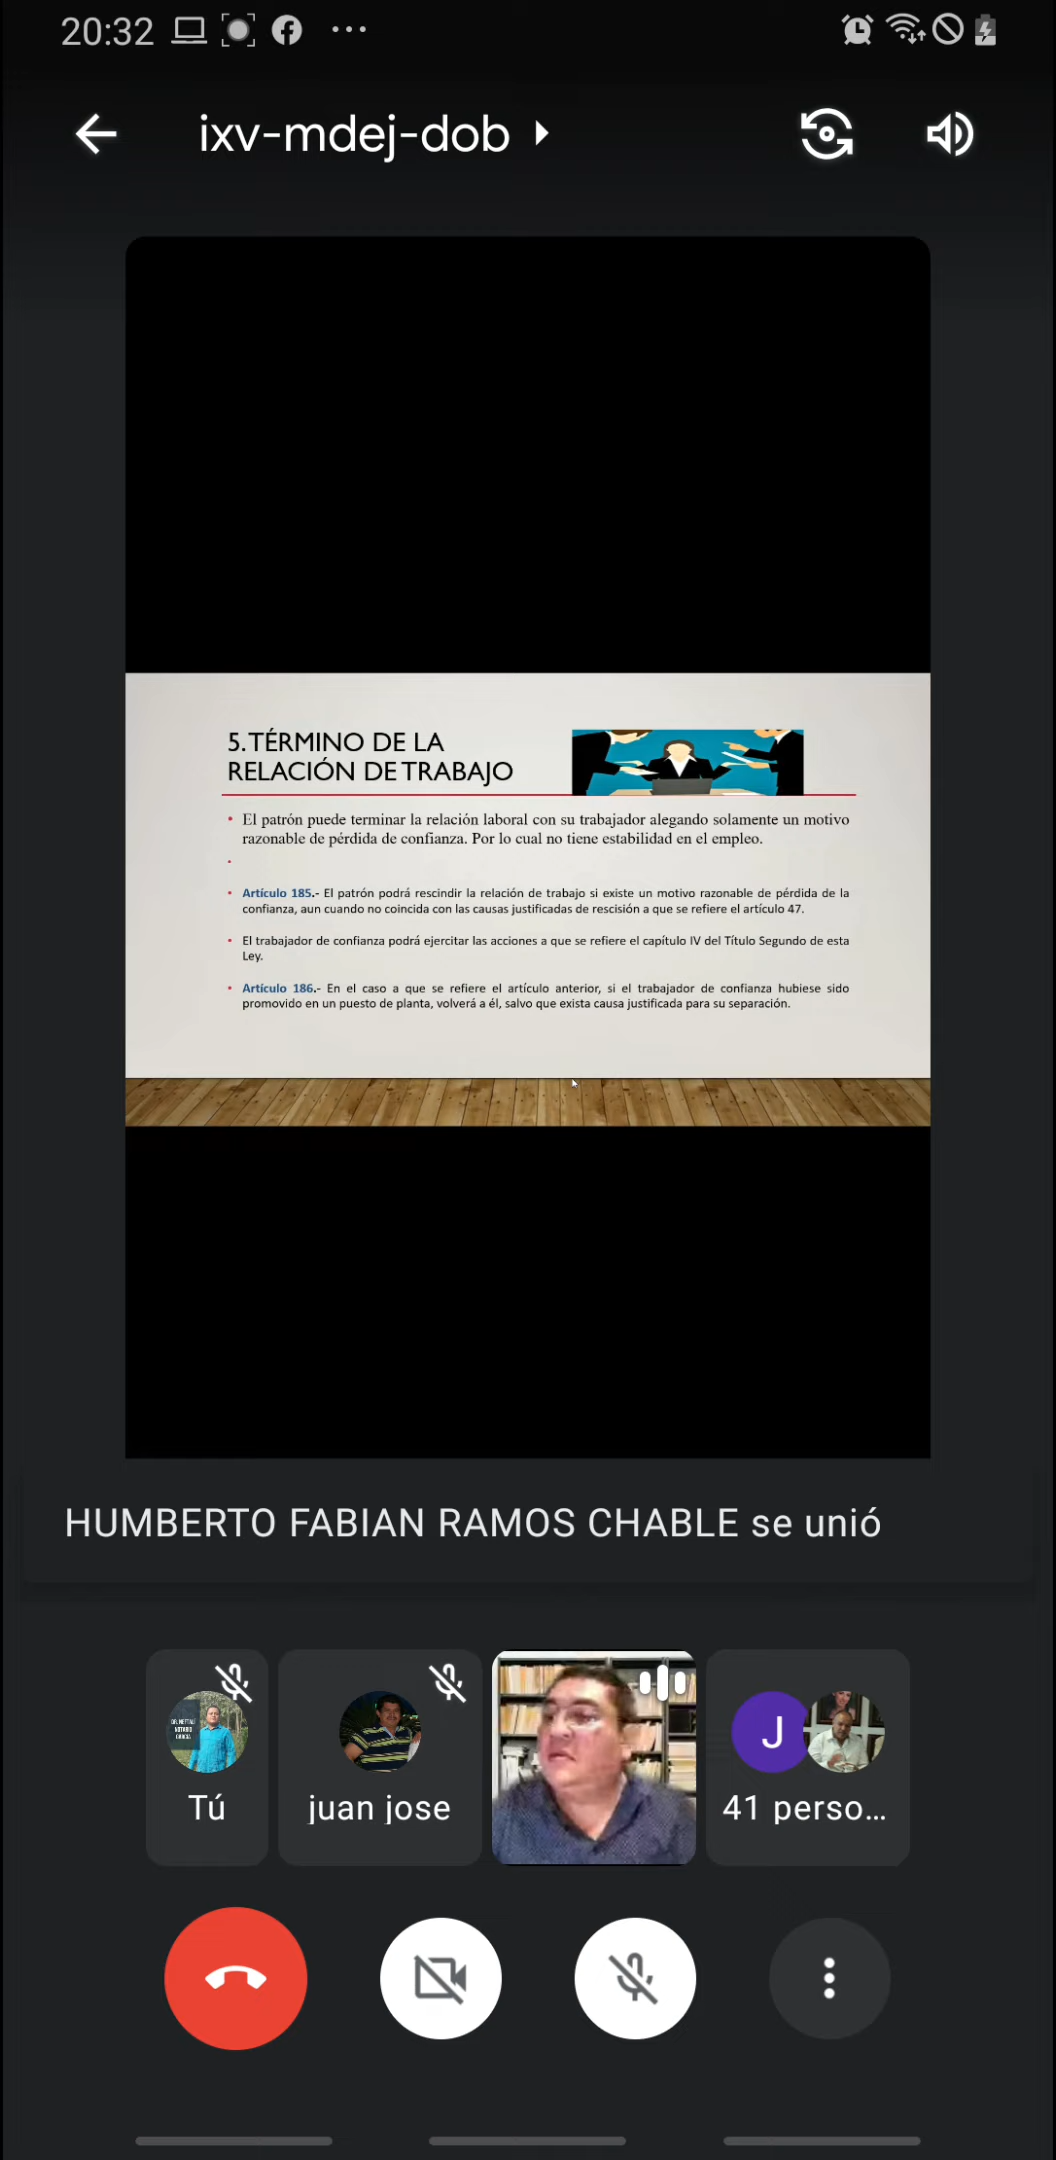 20:32
ixv-mdej-dob
5. TÉRMINO DE LA
RELACIÓN DE TRABAJO
• El patrón puede terminar la relación laboral con su trabajador alegando solamente un motivo
razonable de pérdida de confianza. Por lo cual no tiene estabilidad en el empleo.
•
• Artículo 185.- El patrón podrá rescindir la relación de trabajo si existe un motivo razonable de pérdida de la
confianza, aun cuando no coincida con las causas justificadas de rescisión a que se refiere el artículo 47.
• El trabajador de confianza podrá ejercitar las acciones a que se refiere el capítulo IV del Título Segundo de esta
Ley.
• Artículo 186.- En el caso a que se refiere el artículo anterior, si el trabajador de confianza hubiese sido
promovido en un puesto de planta, volverá a él, salvo que exista causa justificada para su separación.
HUMBERTO FABIAN RAMOS CHABLE se unió
Tú
juan jose
J
41 perso...